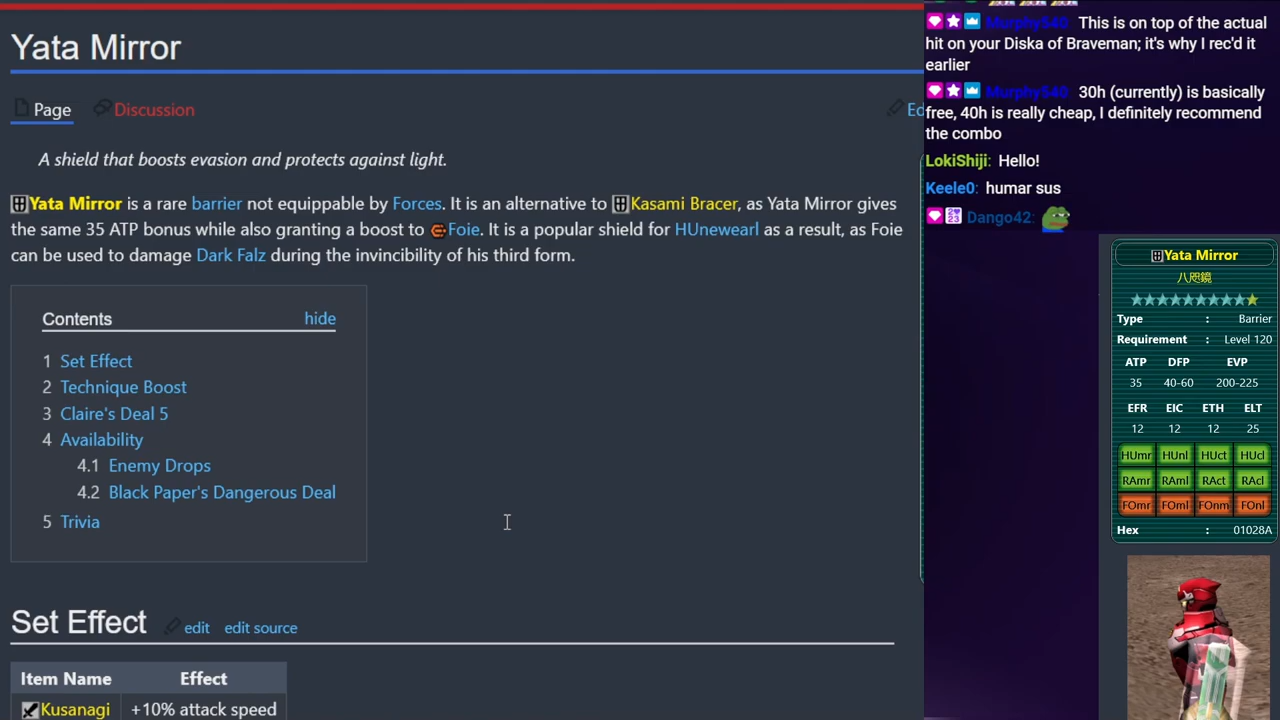 Yata Mirror
Page
Discussion
Ed
A shield that boosts evasion and protects against light.
Yata Mirror is a rare barrier not equippable by Forces. It is an alternative to Kasami Bracer, as Yata Mirror gives
the same 35 ATP bonus while also granting a boost to Foie. It is a popular shield for HUnewearl as a result, as Foie
can be used to damage Dark Falz during the invincibility of his third form.
Contents hide
1 Set Effect
2 Technique Boost
3 Claire's Deal 5
4 Availability
4.1 Enemy Drops
4.2 Black Paper's Dangerous Deal
5 Trivia
Set Effect edit edit source
Item Name Effect
Kusanagi +10% attack speed
Murphy540 This is on top of the actual
hit on your Diska of Braveman; it's why I rec'd it
earlier
Murphy540 30h (currently) is basically
free, 40h is really cheap, I definitely recommend
the combo
LokiShiji: Hello!
Keele0: humar sus
Dango42:
Yata Mirror
八咫鏡
Type : Barrier
Requirement : Level 120
ATP DFP EVP
35 40-60 200-225
EFR EIC ETH ELT
12 12 12 25
HUmr HUnl HUct HUcl
RAmr RAml RAct RAcl
FOmr FOml FOnm FOnl
Hex : 01028A